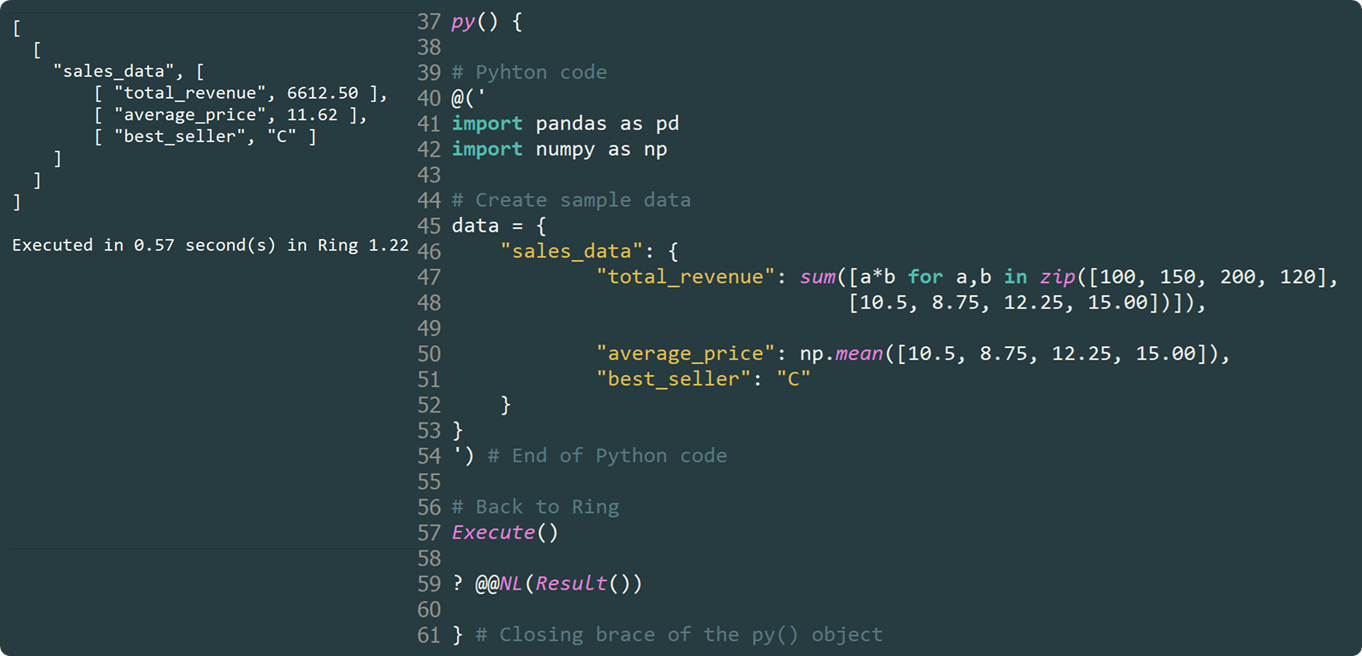 [
  [
    "sales_data", [
        [ "total_revenue", 6612.50 ],
        [ "average_price", 11.62 ],
        [ "best_seller", "C" ]
    ]
  ]
]
Executed in 0.57 second(s) in Ring 1.22
37 py() {
38
39 # Pyhton code
40 @('
41 import pandas as pd
42 import numpy as np
43
44 # Create sample data
45 data = {
46     "sales_data": {
47             "total_revenue": sum([a*b for a,b in zip([100, 150, 200, 120],
48                                  [10.5, 8.75, 12.25, 15.00])]),
49
50             "average_price": np.mean([10.5, 8.75, 12.25, 15.00]),
51             "best_seller": "C"
52     }
53 }
54 ') # End of Python code
55
56 # Back to Ring
57 Execute()
58
59 ? @@NL(Result())
60
61 } # Closing brace of the py() object